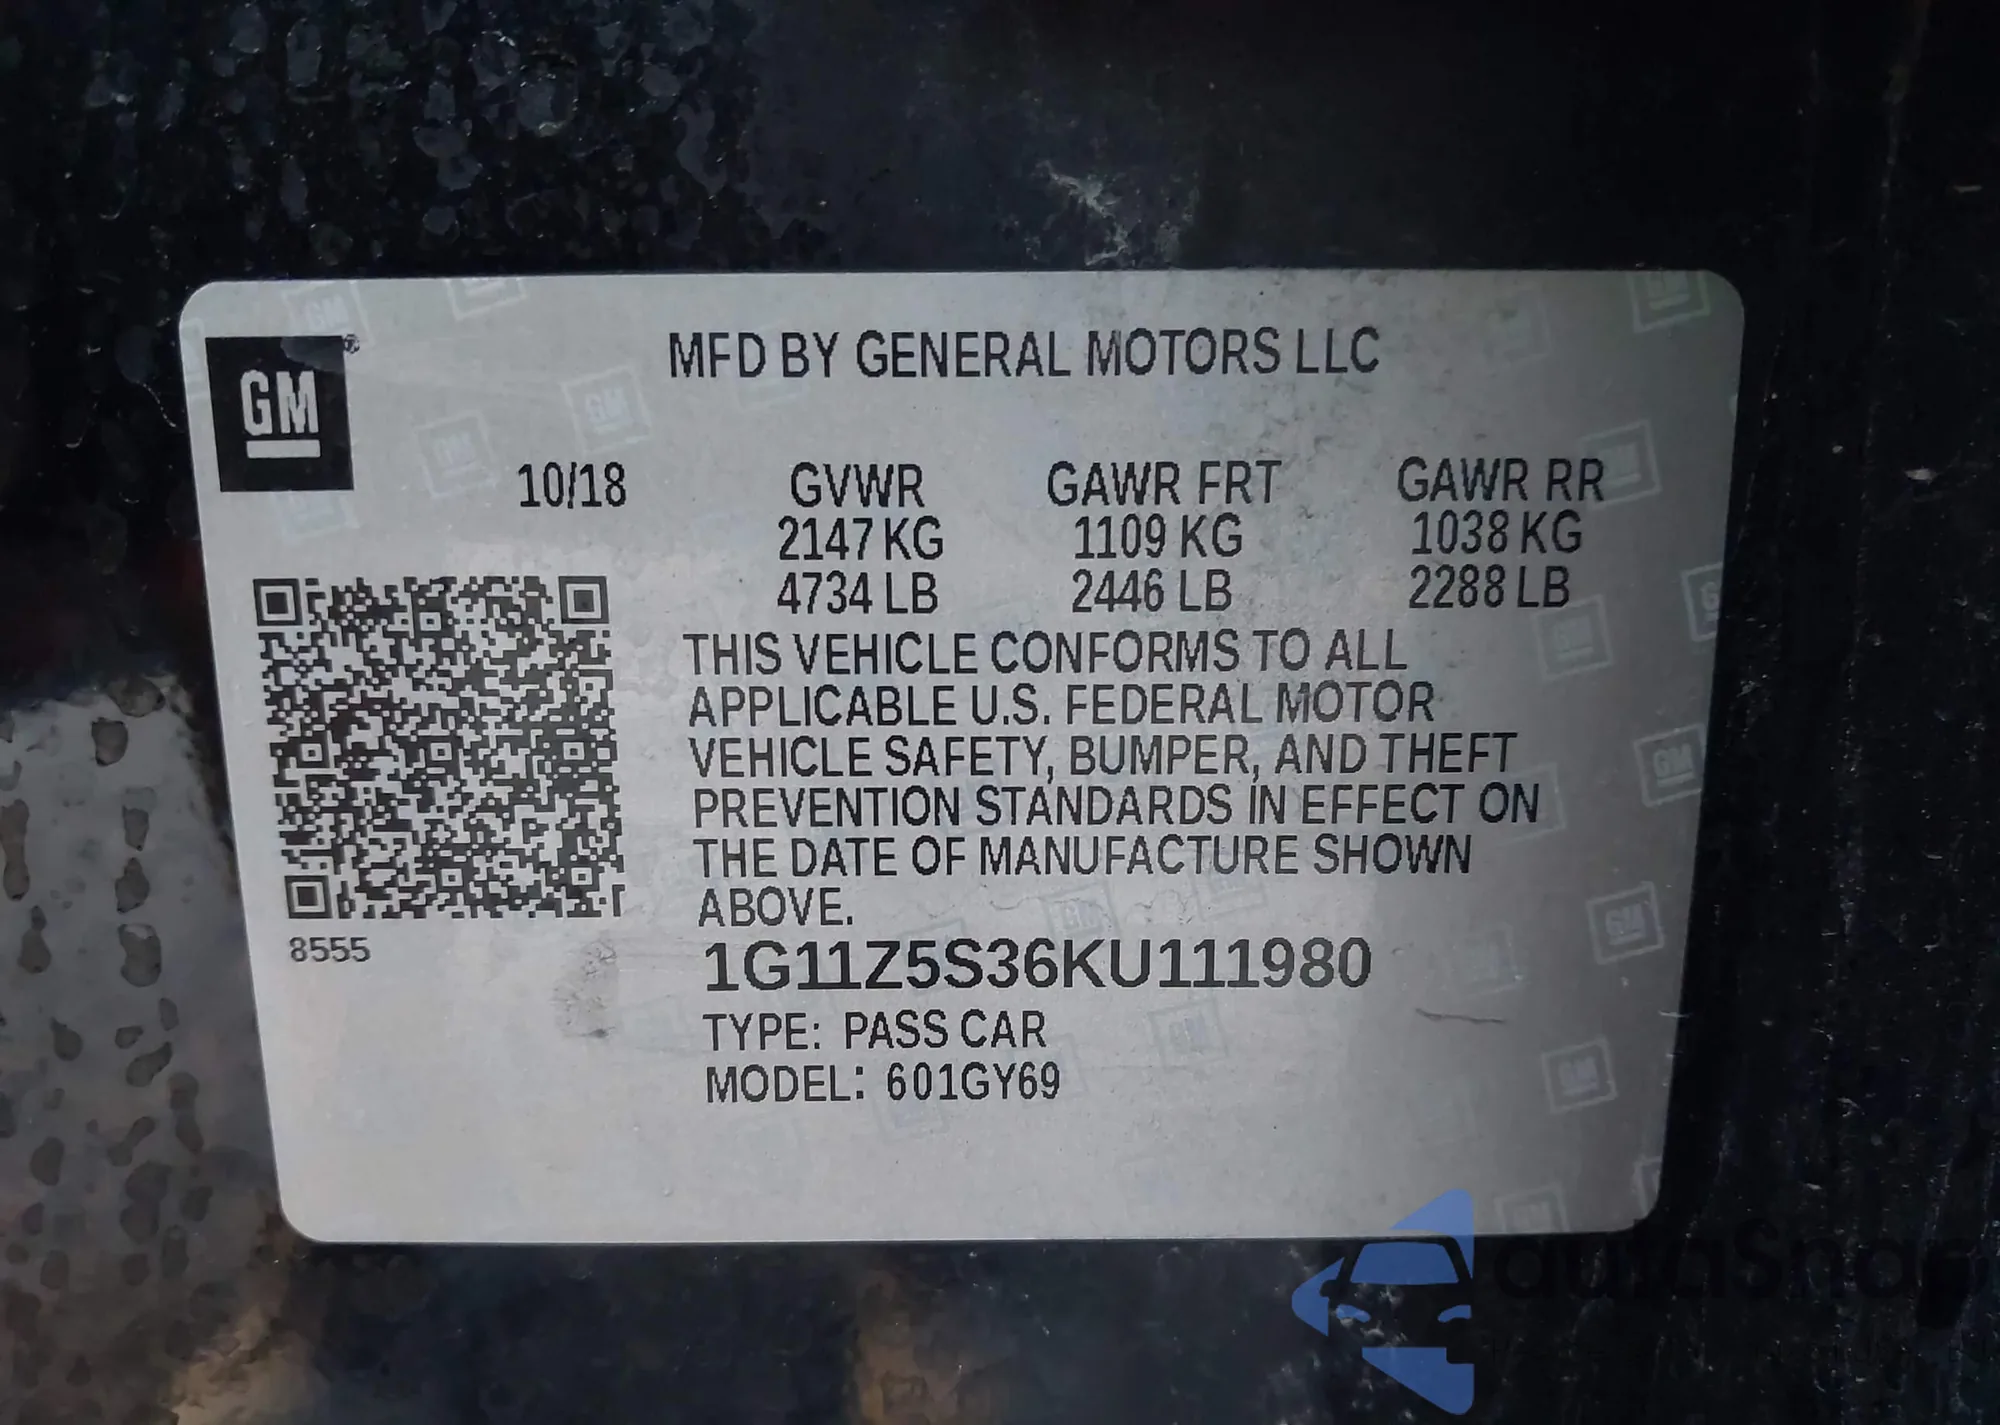 GM
®
MFD BY GENERAL MOTORS LLC
10/18 GVWR GAWR FRT GAWR RR
2147 KG 1109 KG 1038 KG
4734 LB 2446 LB 2288 LB
THIS VEHICLE CONFORMS TO ALL
APPLICABLE U.S. FEDERAL MOTOR
VEHICLE SAFETY, BUMPER, AND THEFT
PREVENTION STANDARDS IN EFFECT ON
THE DATE OF MANUFACTURE SHOWN
ABOVE.
8555
1G11Z5S36KU111980
TYPE: PASS CAR
MODEL: 601GY69